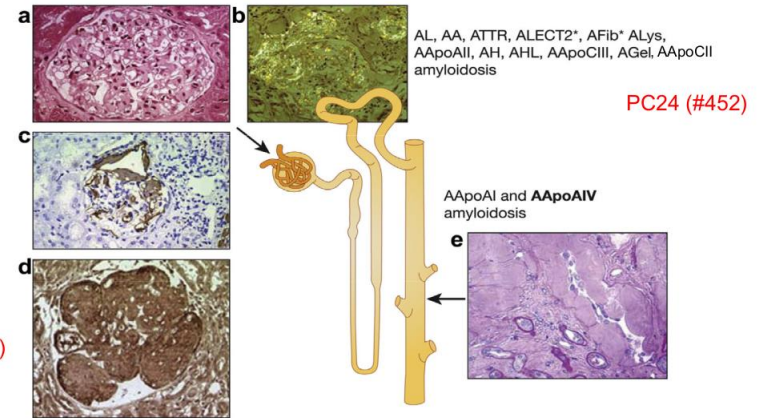 a
b
AL, AA, ATTR, ALECT2*, AFib* ALys,
AApoAII, AH, AHL, AApoCIII, AGel, AApoCII
amyloidosis
PC24 (#452)
c
AApoAI and AApoAIV
amyloidosis
e
d
)